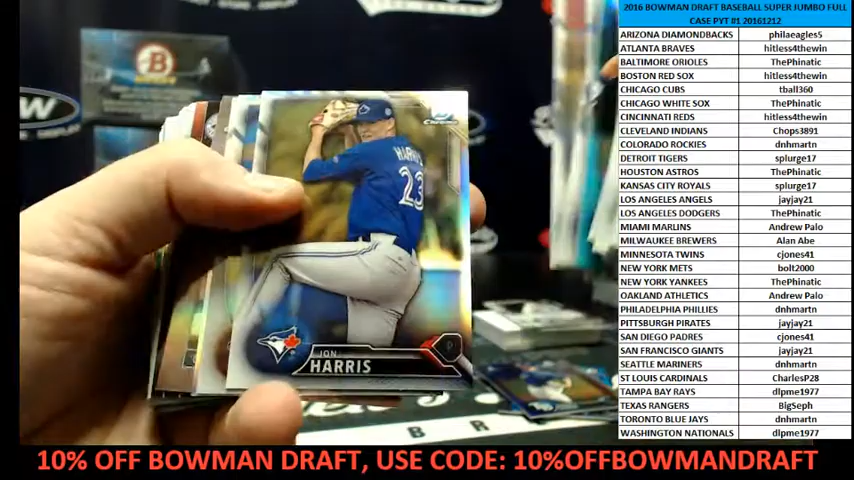 2016 BOWMAN DRAFT BASEBALL SUPER JUMBO FULL
CASE PYT #1 20161212
ARIZONA DIAMONDBACKS philaeagles5
ATLANTA BRAVES hitless4thewin
BALTIMORE ORIOLES ThePhinatic
BOSTON RED SOX hitless4thewin
CHICAGO CUBS tball360
CHICAGO WHITE SOX ThePhinatic
CINCINNATI REDS hitless4thewin
CLEVELAND INDIANS Chops3891
COLORADO ROCKIES dnhmartn
DETROIT TIGERS splurge17
HOUSTON ASTROS ThePhinatic
KANSAS CITY ROYALS splurge17
LOS ANGELES ANGELS jayjay21
LOS ANGELES DODGERS ThePhinatic
MIAMI MARLINS Andrew Palo
MILWAUKEE BREWERS Alan Abe
MINNESOTA TWINS cjones41
NEW YORK METS bolt2000
NEW YORK YANKEES ThePhinatic
OAKLAND ATHLETICS Andrew Palo
PHILADELPHIA PHILLIES dnhmartn
PITTSBURGH PIRATES jayjay21
SAN DIEGO PADRES cjones41
SAN FRANCISCO GIANTS jayjay21
SEATTLE MARINERS dnhmartn
ST LOUIS CARDINALS CharlesP28
TAMPA BAY RAYS dlpme1977
TEXAS RANGERS BigSeph
TORONTO BLUE JAYS dnhmartn
WASHINGTON NATIONALS dlpme1977
HARRIS
23
JON
HARRIS
P
B R
10% OFF BOWMAN DRAFT, USE CODE: 10%OFFBOWMANDRAFT